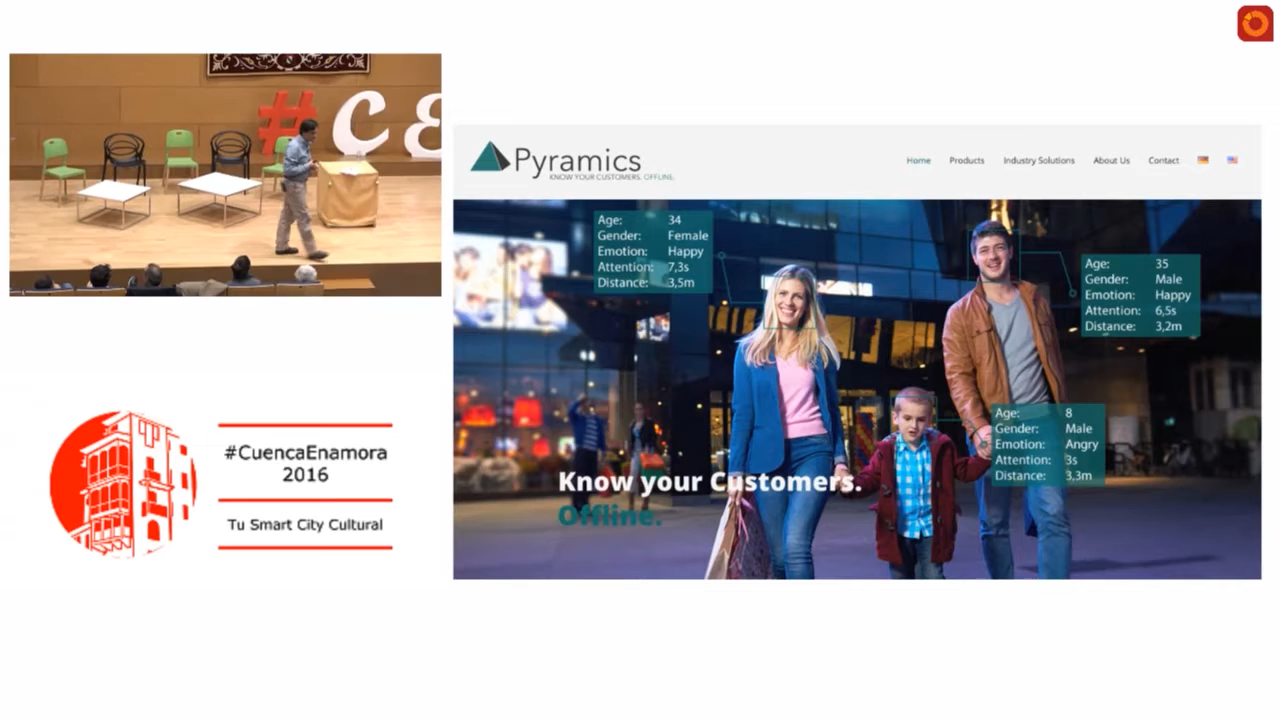 #CE
#CuencaEnamora
2016
Tu Smart City Cultural
Pyramics
KNOW YOUR CUSTOMERS. OFFLINE.
Home Products Industry Solutions About Us Contact
Age: 34
Gender: Female
Emotion: Happy
Attention: 7,3s
Distance: 3,5m
Age: 35
Gender: Male
Emotion: Happy
Attention: 6,5s
Distance: 3,2m
Age: 8
Gender: Male
Emotion: Angry
Attention: 3s
Distance: 3,3m
Know your Customers.
Offline.